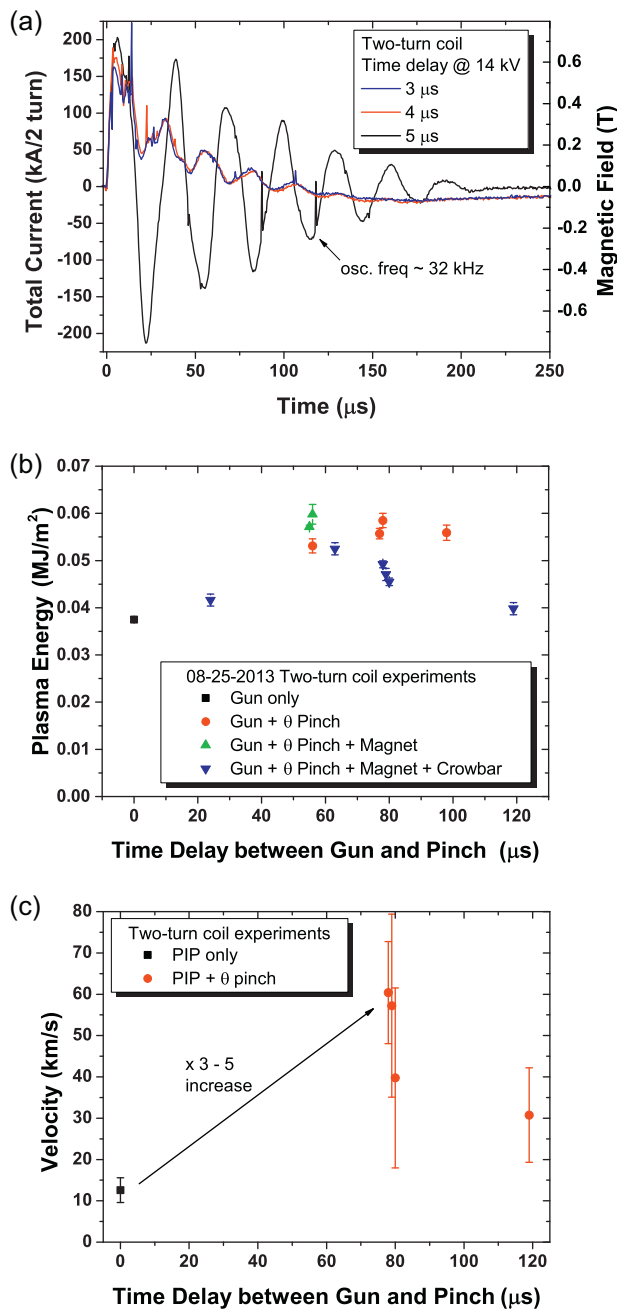 (a)
200
150
100
50
0
-50
-100
-150
-200
Total Current (kA/2 turn)
Two-turn coil
Time delay @ 14 kV
3 μs
4 μs
5 μs
0.6
0.4
0.2
0.0
-0.2
-0.4
-0.6
Magnetic Field (T)
osc. freq ~ 32 kHz
0 50 100 150 200 250
Time (μs)
(b)
0.07
0.06
0.05
0.04
0.03
0.02
0.01
0.00
Plasma Energy (MJ/m²)
08-25-2013 Two-turn coil experiments
Gun only
Gun + θ Pinch
Gun + θ Pinch + Magnet
Gun + θ Pinch + Magnet + Crowbar
0 20 40 60 80 100 120
Time Delay between Gun and Pinch (μs)
(c)
80
70
60
50
40
30
20
10
0
Velocity (km/s)
Two-turn coil experiments
PIP only
PIP + θ pinch
x 3 - 5
increase
0 20 40 60 80 100 120
Time Delay between Gun and Pinch (μs)